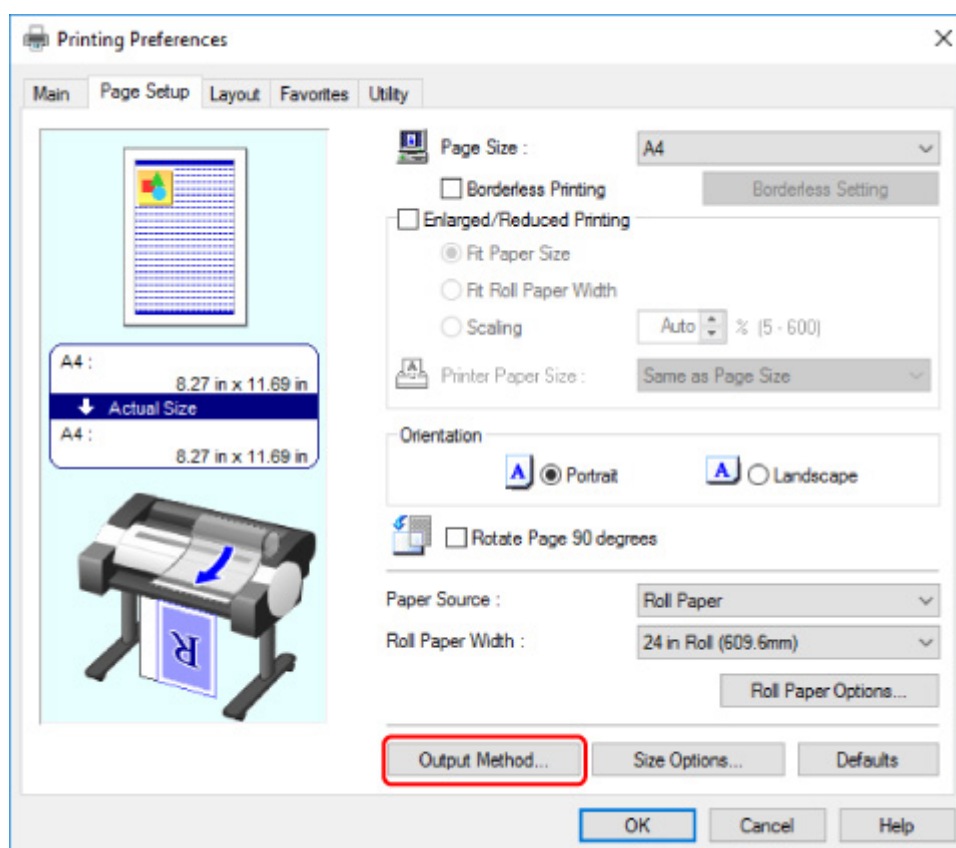 Printing Preferences
Main Page Setup Layout Favorites Utility
Page Size : A4
Borderless Printing Borderless Setting
Enlarged/Reduced Printing
Fit Paper Size
Fit Roll Paper Width
Scaling Auto % (5 - 600)
Printer Paper Size : Same as Page Size
A4 :
8.27 in x 11.69 in
Actual Size
A4 :
8.27 in x 11.69 in
Orientation
A Portrait A Landscape
Rotate Page 90 degrees
R
Paper Source : Roll Paper
Roll Paper Width : 24 in Roll (609.6mm)
Roll Paper Options...
Output Method... Size Options... Defaults
OK Cancel Help